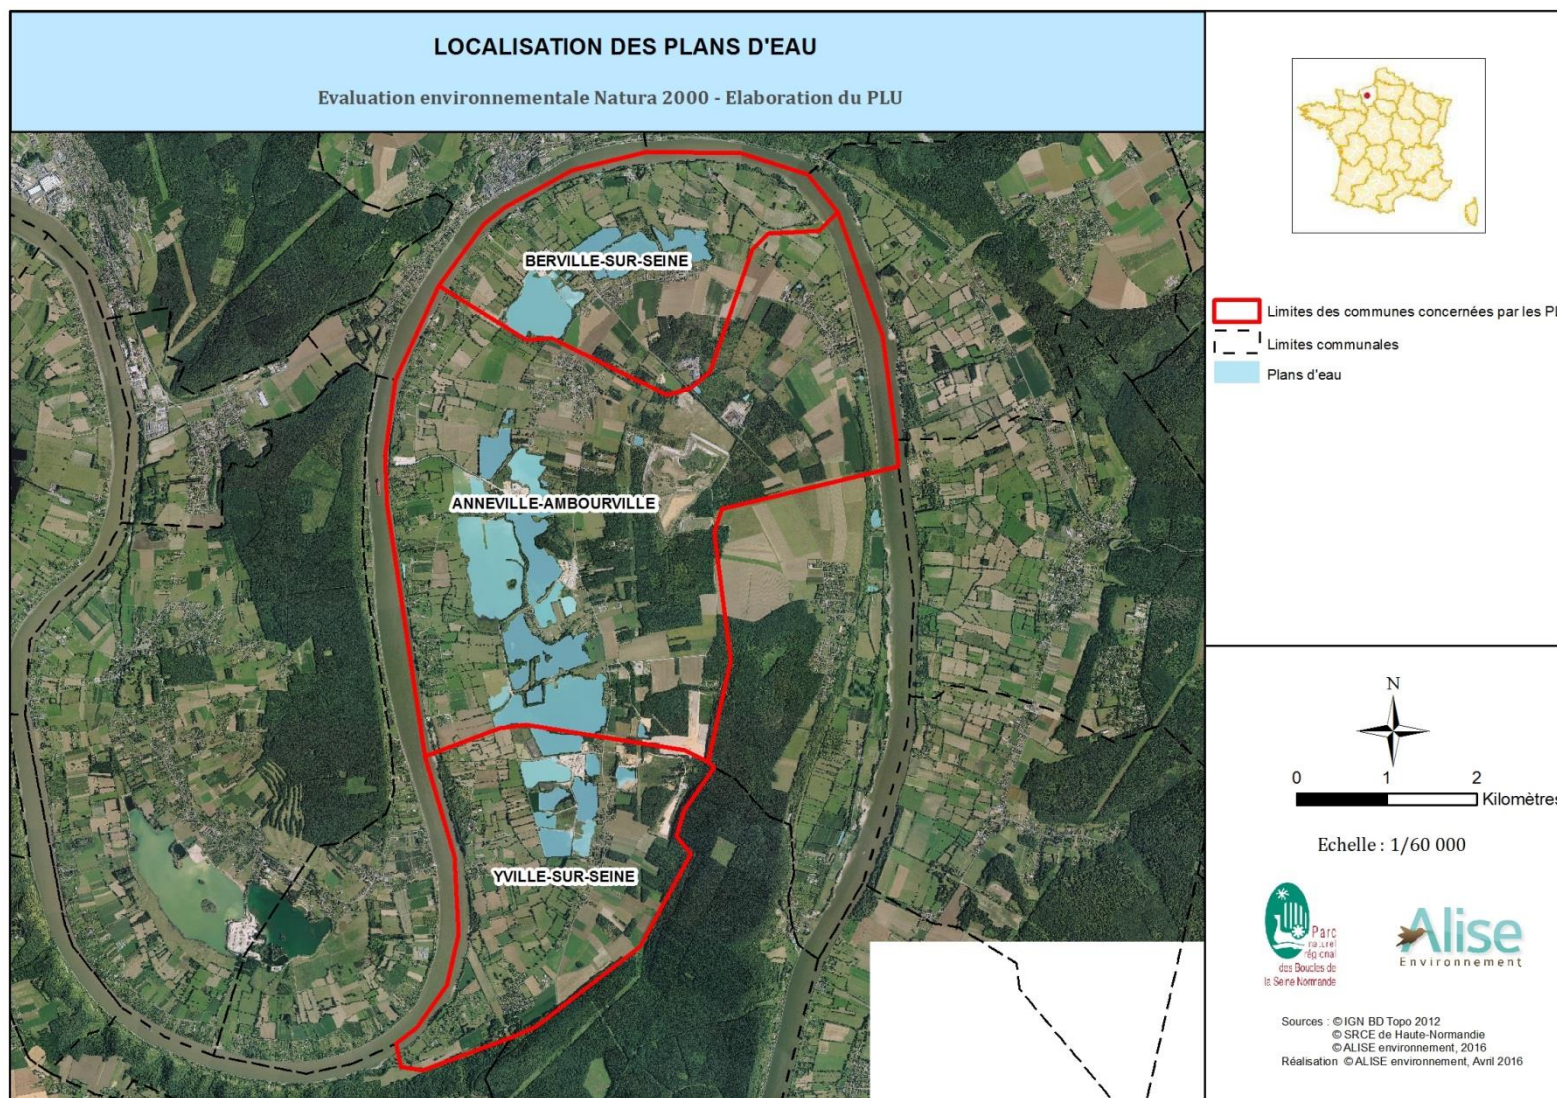 LOCALISATION DES PLANS D'EAU
Evaluation environnementale Natura 2000 - Elaboration du PLU
BERVILLE-SUR-SEINE
ANNEVILLE-AMBOURVILLE
YVILLE-SUR-SEINE
Limites des communes concernées par les PL
Limites communales
Plans d'eau
N
0 1 2
Kilomètres
Echelle : 1/60 000
Parc
naturel
régional
des Boucles de
la Seine Normande
Alise
Environnement
Sources : © IGN BD Topo 2012
© SRCE de Haute-Normandie
© ALISE environnement, 2016
Réalisation © ALISE environnement, Avril 2016